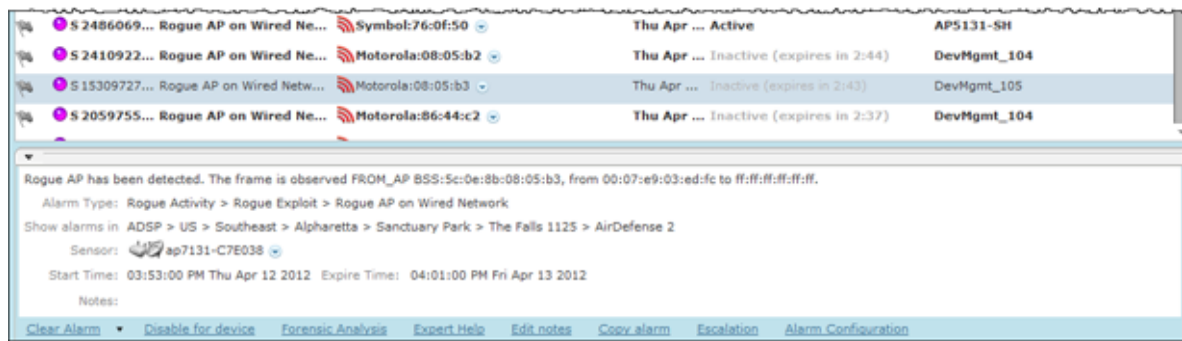 S 2486069... Rogue AP on Wired Ne... Symbol:76:0f:50 Thu Apr ... Active AP5131-SH
S 2410922... Rogue AP on Wired Ne... Motorola:08:05:b2 Thu Apr ... Inactive (expires in 2:44) DevMgmt_104
S 15309727... Rogue AP on Wired Netw... Motorola:08:05:b3 Thu Apr ... Inactive (expires in 2:43) DevMgmt_105
S 2059755... Rogue AP on Wired Ne... Motorola:86:44:c2 Thu Apr ... Inactive (expires in 2:37) DevMgmt_104
Rogue AP has been detected. The frame is observed FROM_AP BSS:5c:0e:8b:08:05:b3, from 00:07:e9:03:ed:fc to ff:ff:ff:ff:ff:ff.
Alarm Type: Rogue Activity > Rogue Exploit > Rogue AP on Wired Network
Show alarms in ADSP > US > Southeast > Alpharetta > Sanctuary Park > The Falls 1125 > AirDefense 2
Sensor: ap7131-C7E038
Start Time: 03:53:00 PM Thu Apr 12 2012 Expire Time: 04:01:00 PM Fri Apr 13 2012
Notes:
Clear Alarm Disable for device Forensic Analysis Expert Help Edit notes Copy alarm Escalation Alarm Configuration